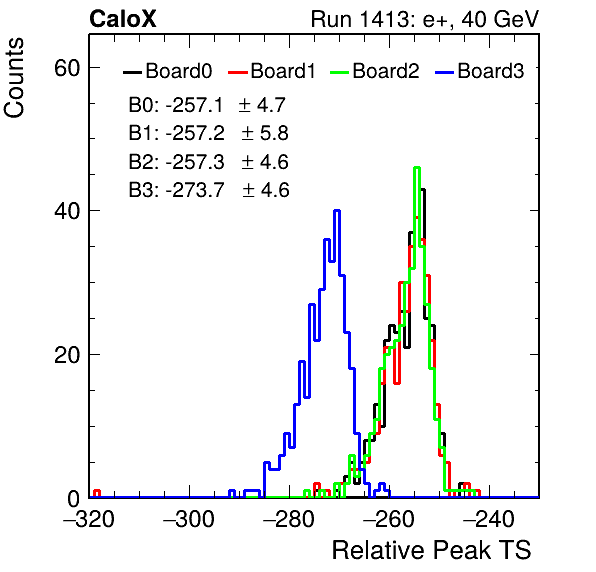 CaloX Run 1413: e+, 40 GeV
Counts
60
Board0 Board1 Board2 Board3
B0: -257.1 ± 4.7
B1: -257.2 ± 5.8
B2: -257.3 ± 4.6
B3: -273.7 ± 4.6
40
20
0
−320 −300 −280 −260 −240
Relative Peak TS